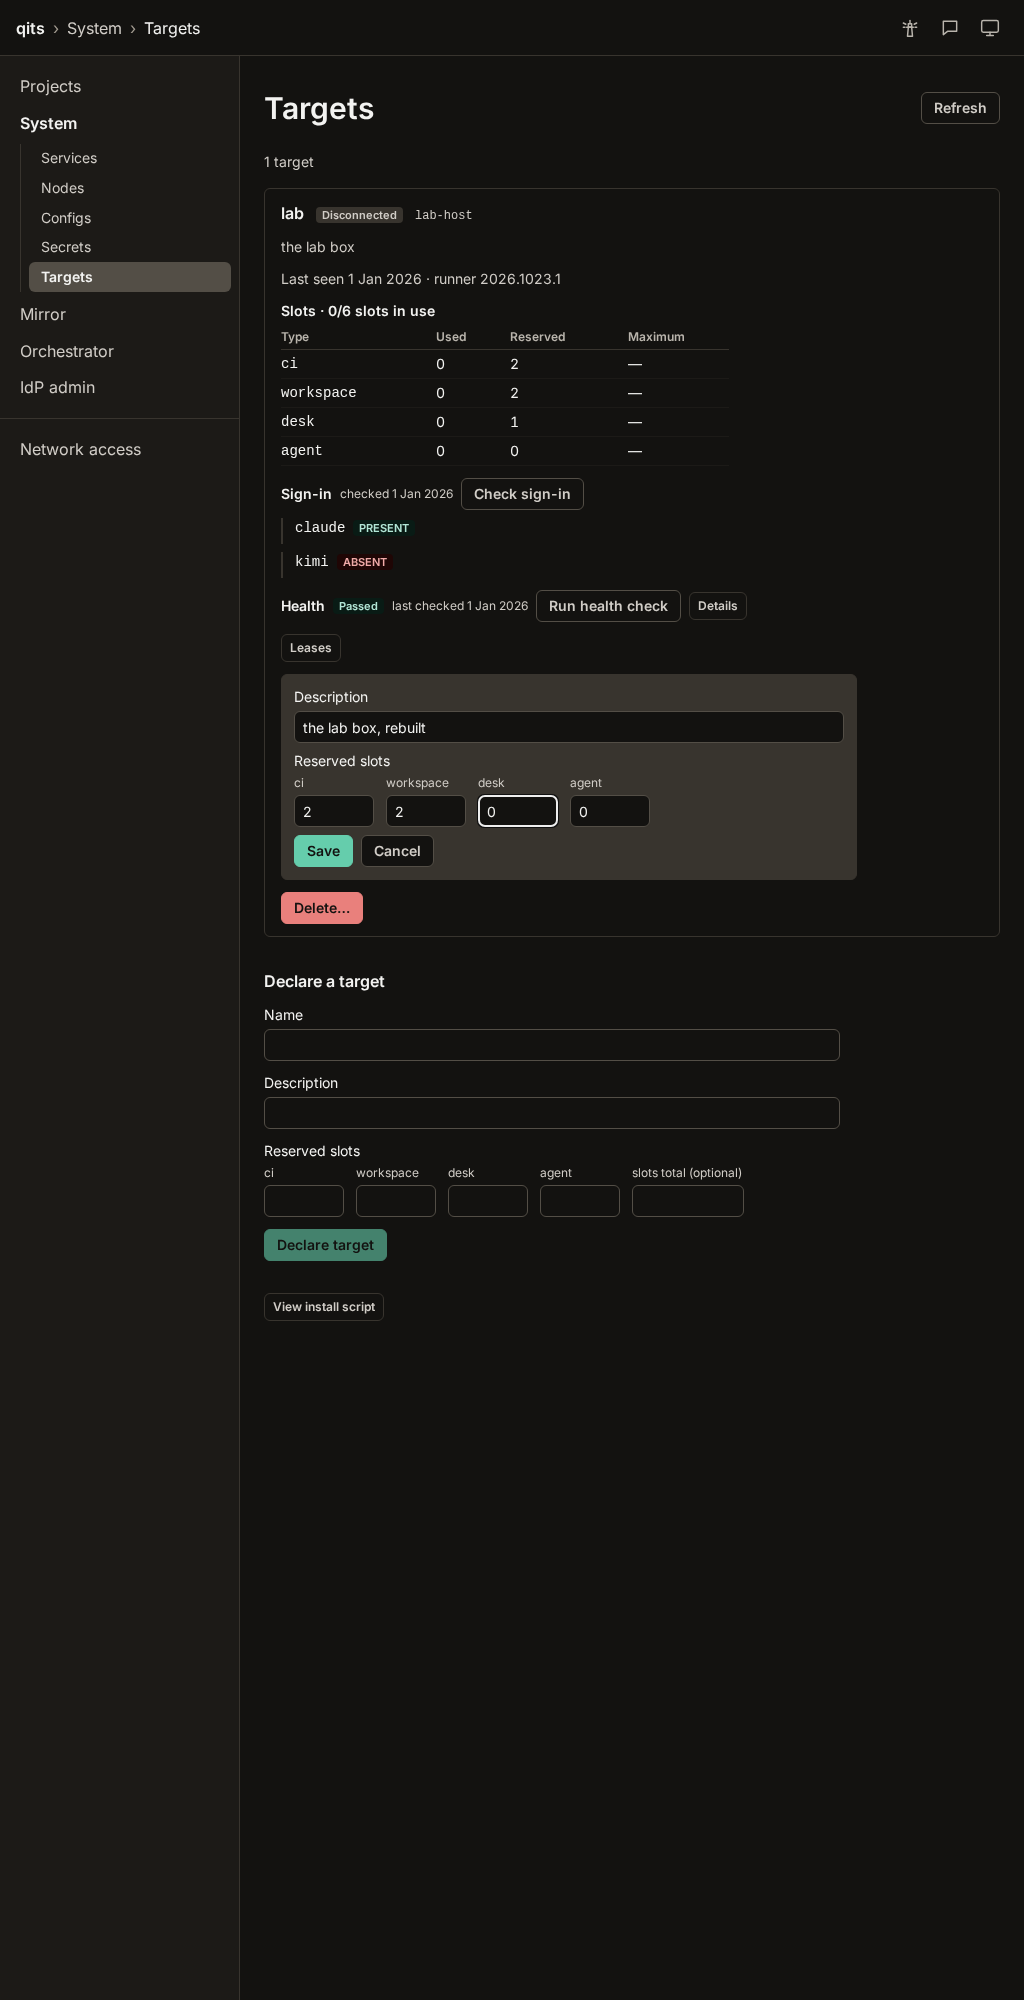 qits › System › Targets
Projects
System
Services
Nodes
Configs
Secrets
Targets
Mirror
Orchestrator
IdP admin
Network access
Targets
Refresh
1 target
lab Disconnected lab-host
the lab box
Last seen 1 Jan 2026 · runner 2026.1023.1
Slots · 0/6 slots in use
Type Used Reserved Maximum
ci 0 2 —
workspace 0 2 —
desk 0 1 —
agent 0 0 —
Sign-in checked 1 Jan 2026 Check sign-in
claude PRESENT
kimi ABSENT
Health Passed last checked 1 Jan 2026 Run health check Details
Leases
Description
the lab box, rebuilt
Reserved slots
ci workspace desk agent
2 2 0 0
Save Cancel
Delete…
Declare a target
Name
Description
Reserved slots
ci workspace desk agent slots total (optional)
Declare target
View install script